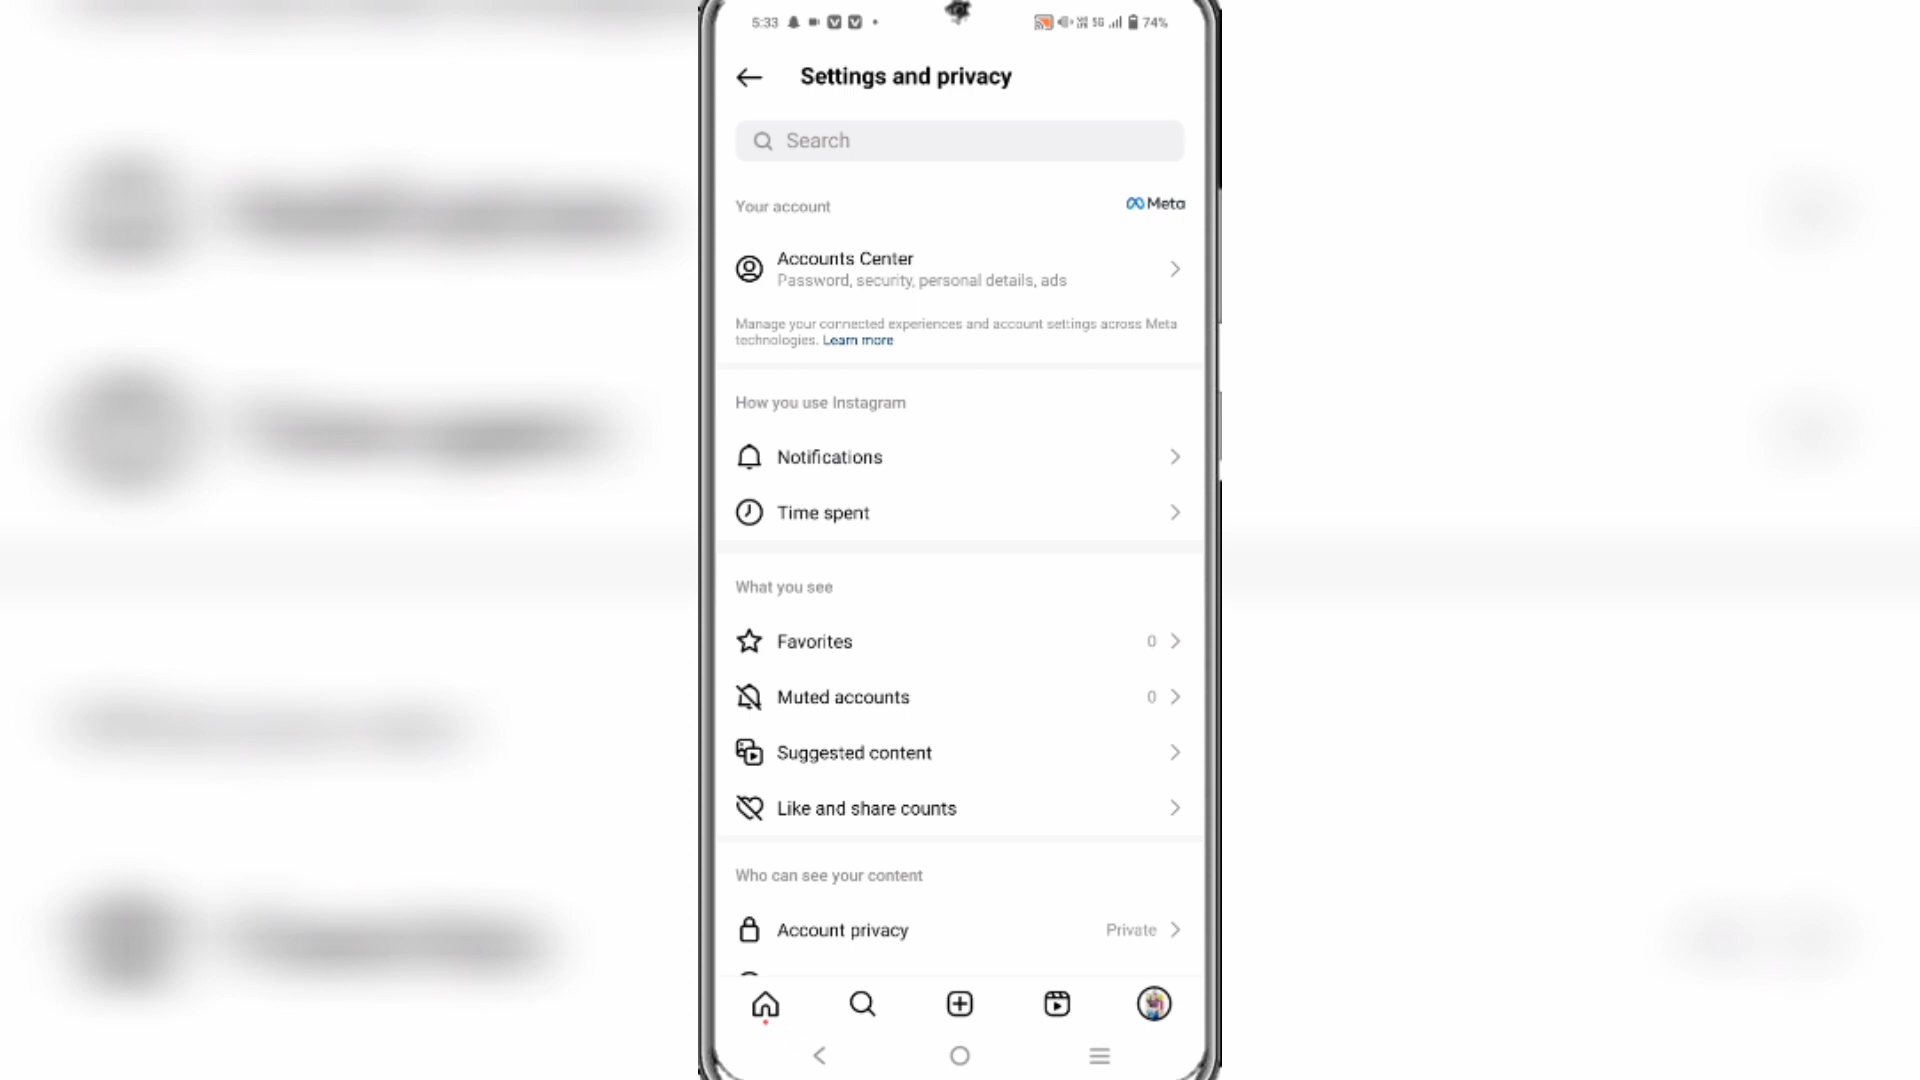 5:33
5G 74%
Settings and privacy
Search
Your account
Meta
Accounts Center
Password, security, personal details, ads
Manage your connected experiences and account settings across Meta
technologies. Learn more
How you use Instagram
Notifications
Time spent
What you see
Favorites 0
Muted accounts 0
Suggested content
Like and share counts
Who can see your content
Account privacy Private